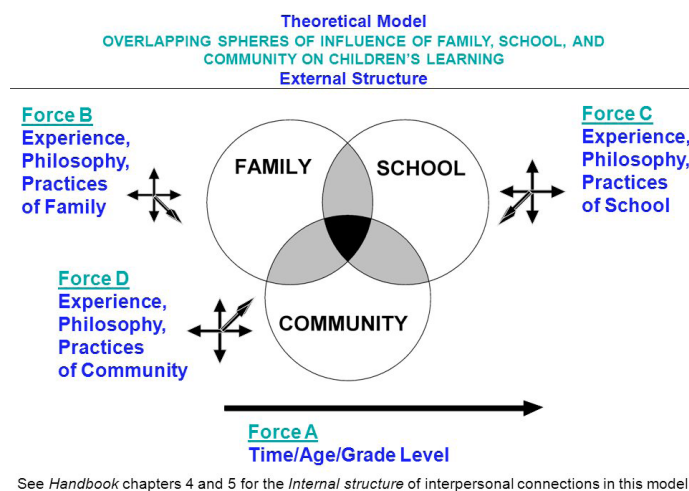 Theoretical Model
OVERLAPPING SPHERES OF INFLUENCE OF FAMILY, SCHOOL, AND
COMMUNITY ON CHILDREN'S LEARNING
External Structure
Force B
Experience,
Philosophy,
Practices
of Family
FAMILY
SCHOOL
Force C
Experience,
Philosophy,
Practices
of School
Force D
Experience,
Philosophy,
Practices
of Community
COMMUNITY
Force A
Time/Age/Grade Level
See Handbook chapters 4 and 5 for the Internal structure of interpersonal connections in this model